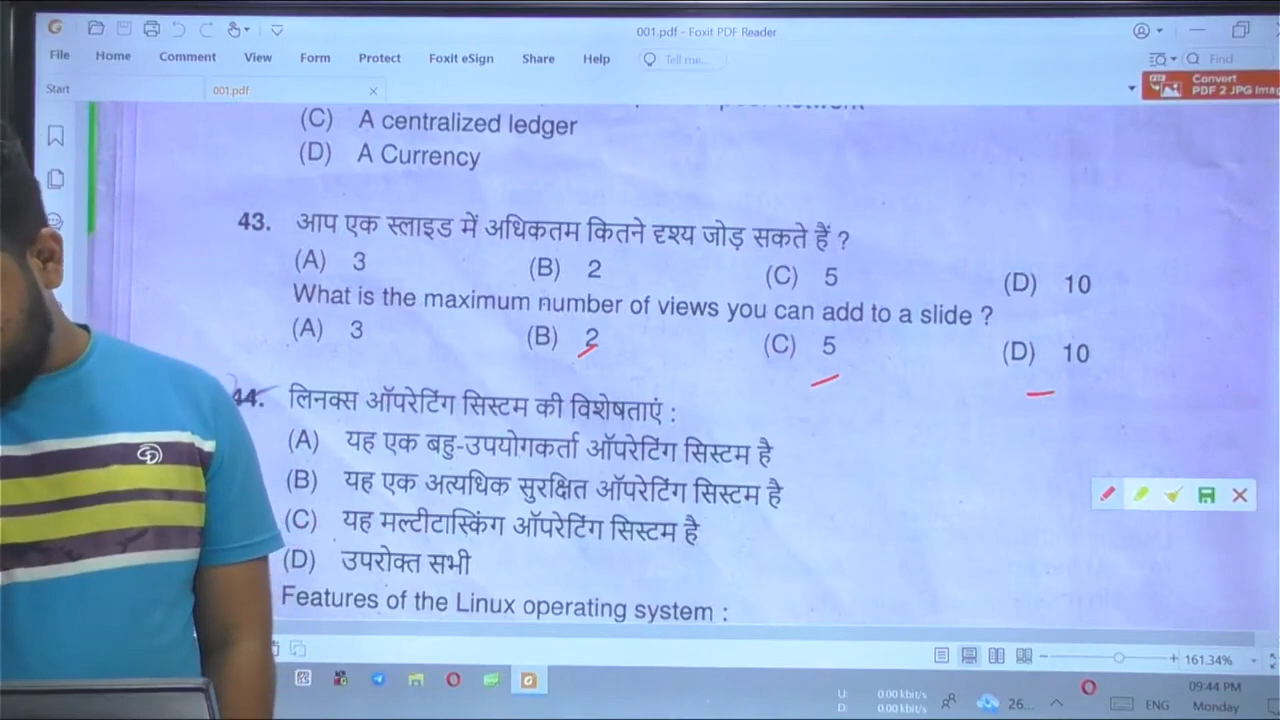 001.pdf - Foxit PDF Reader
File Home Comment View Form Protect Foxit eSign Share Help Tell me... Find
Start 001.pdf
Convert
PDF 2 JPG Imag
(C) A centralized ledger
(D) A Currency
43. आप एक स्लाइड में अधिकतम कितने दृश्य जोड़ सकते हैं ?
(A) 3 (B) 2 (C) 5 (D) 10
What is the maximum number of views you can add to a slide ?
(A) 3 (B) 2 (C) 5 (D) 10
44. लिनक्स ऑपरेटिंग सिस्टम की विशेषताएं :
(A) यह एक बहु-उपयोगकर्ता ऑपरेटिंग सिस्टम है
(B) यह एक अत्यधिक सुरक्षित ऑपरेटिंग सिस्टम है
(C) यह मल्टीटास्किंग ऑपरेटिंग सिस्टम है
(D) उपरोक्त सभी
Features of the Linux operating system :
161.34%
U: 0.00 kbit/s
D: 0.00 kbit/s
26... ENG
09:44 PM
Monday